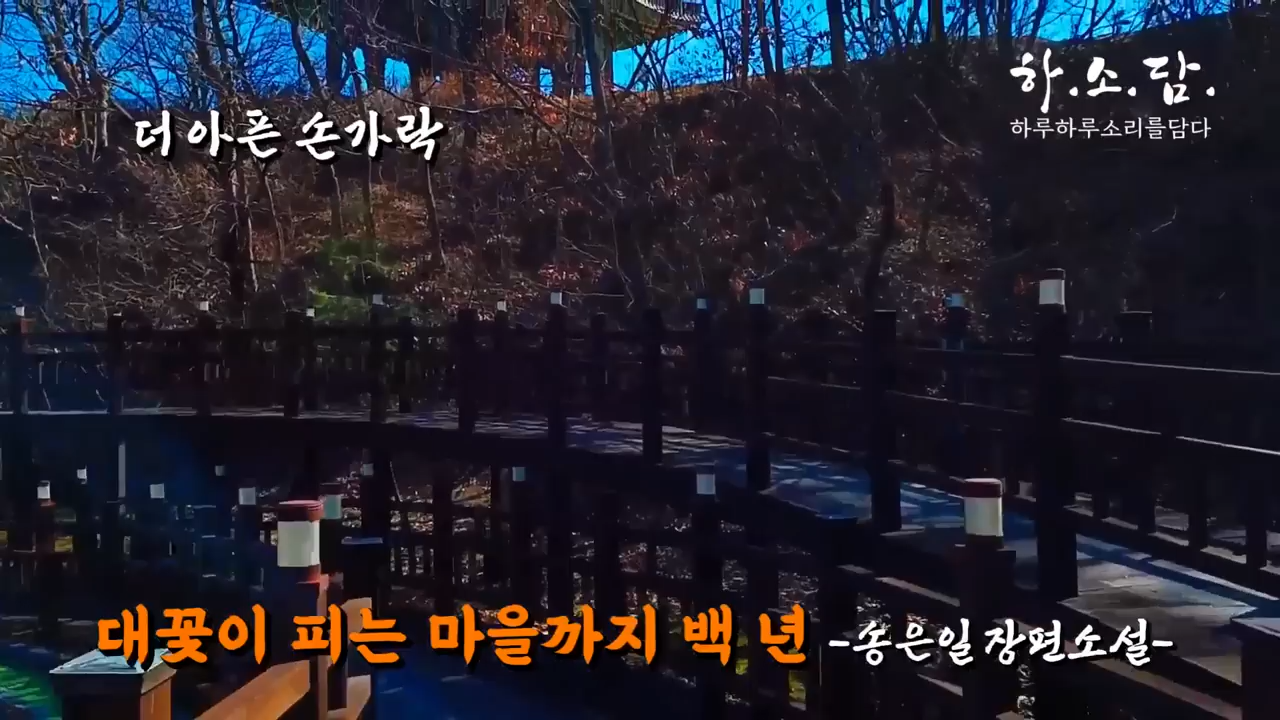 하.소.담.
하루하루소리를담다
더 아픈 손가락
대꽃이 피는 마을까지 백 년 -송은일장편소설-